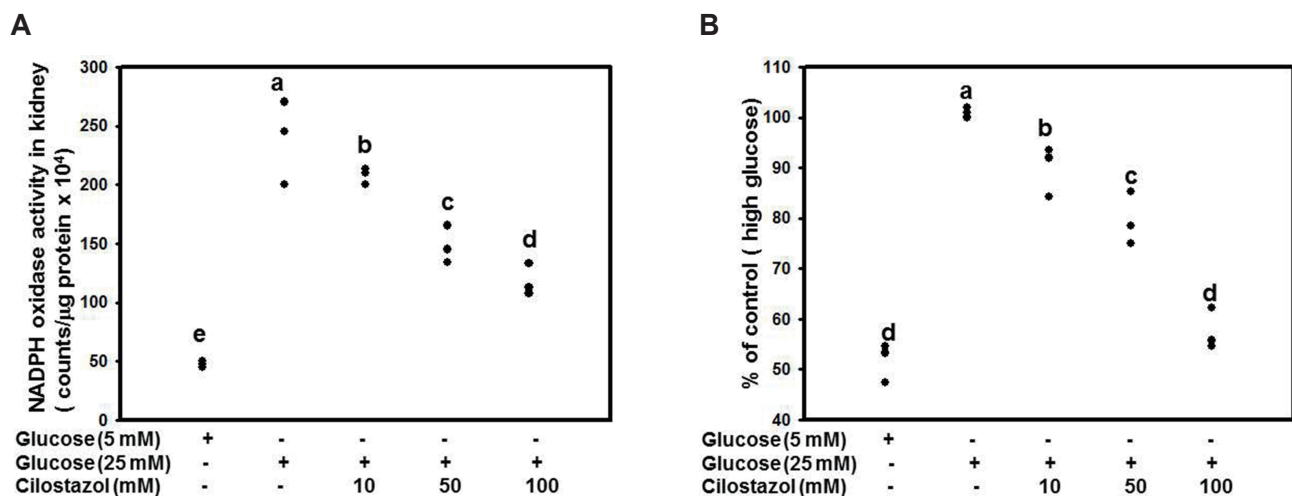 A
NADPH oxidase activity in kidney
( counts/µg protein x 10⁴)
300
250
200
150
100
50
0
e
a
b
c
d
Glucose (5 mM) + - - - -
Glucose (25 mM) - + + + +
Cilostazol (mM) - - 10 50 100
B
% of control ( high glucose)
110
100
90
80
70
60
50
40
d
a
b
c
d
Glucose (5 mM) + - - - -
Glucose (25 mM) - + + + +
Cilostazol (mM) - - 10 50 100